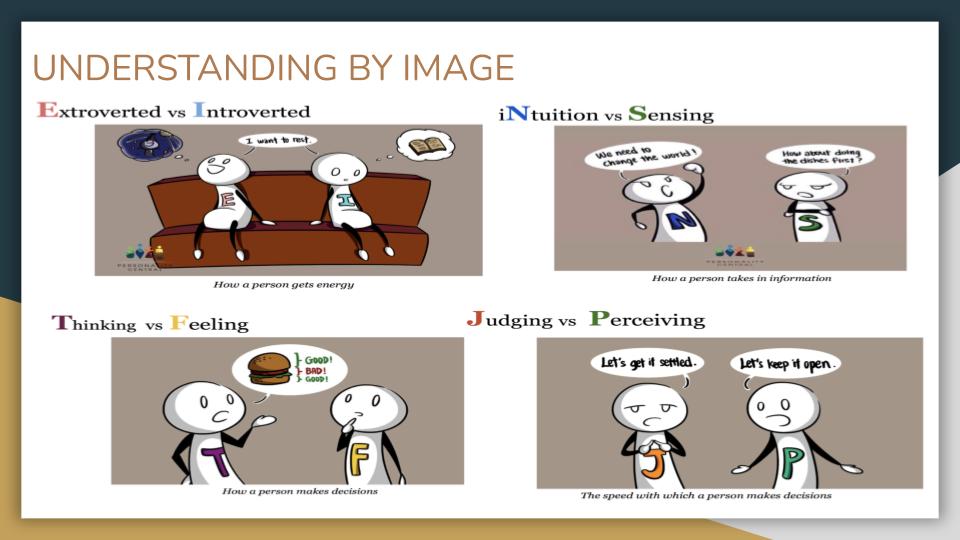 UNDERSTANDING BY IMAGE
Extroverted vs Introverted
I want to rest.
E
I
PERSONALITY
CENTRAL
How a person gets energy
iNtuition vs Sensing
We need to
change the world!
How about doing
the dishes first?
N
S
PERSONALITY
CENTRAL
How a person takes in information
Thinking vs Feeling
GOOD!
BAD!
GOOD!
T
F
How a person makes decisions
Judging vs Perceiving
Let's get it settled.
Let's keep it open.
J
P
The speed with which a person makes decisions